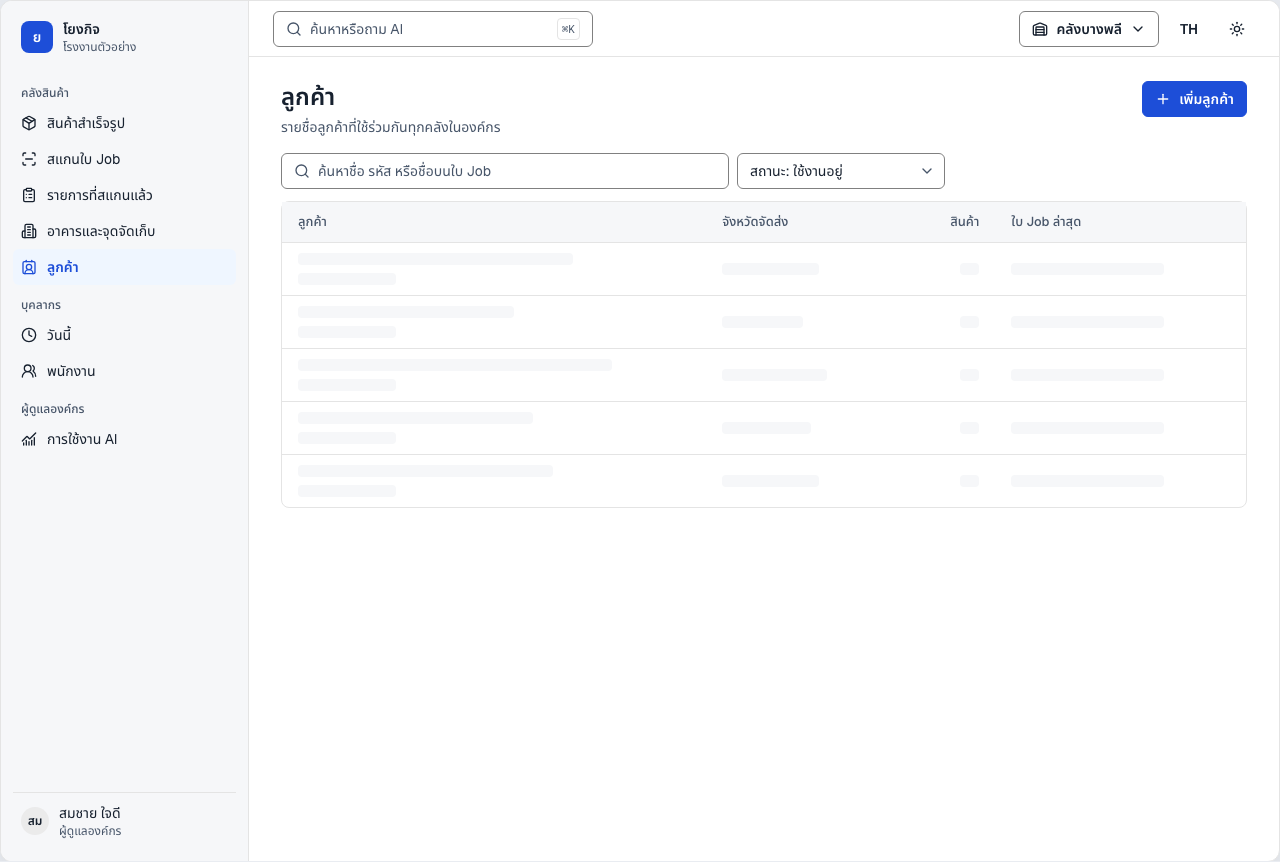 ย
โยงกิจ
โรงงานตัวอย่าง
คลังสินค้า
สินค้าสำเร็จรูป
สแกนใบ Job
รายการที่สแกนแล้ว
อาคารและจุดจัดเก็บ
ลูกค้า
บุคลากร
วันนี้
พนักงาน
ผู้ดูแลองค์กร
การใช้งาน AI
สม
สมชาย ใจดี
ผู้ดูแลองค์กร
ค้นหาหรือถาม AI
⌘K
คลังบางพลี
TH
ลูกค้า
รายชื่อลูกค้าที่ใช้ร่วมกันทุกคลังในองค์กร
เพิ่มลูกค้า
ค้นหาชื่อ รหัส หรือชื่อบนใบ Job
สถานะ: ใช้งานอยู่
ลูกค้า จังหวัดจัดส่ง สินค้า ใบ Job ล่าสุด